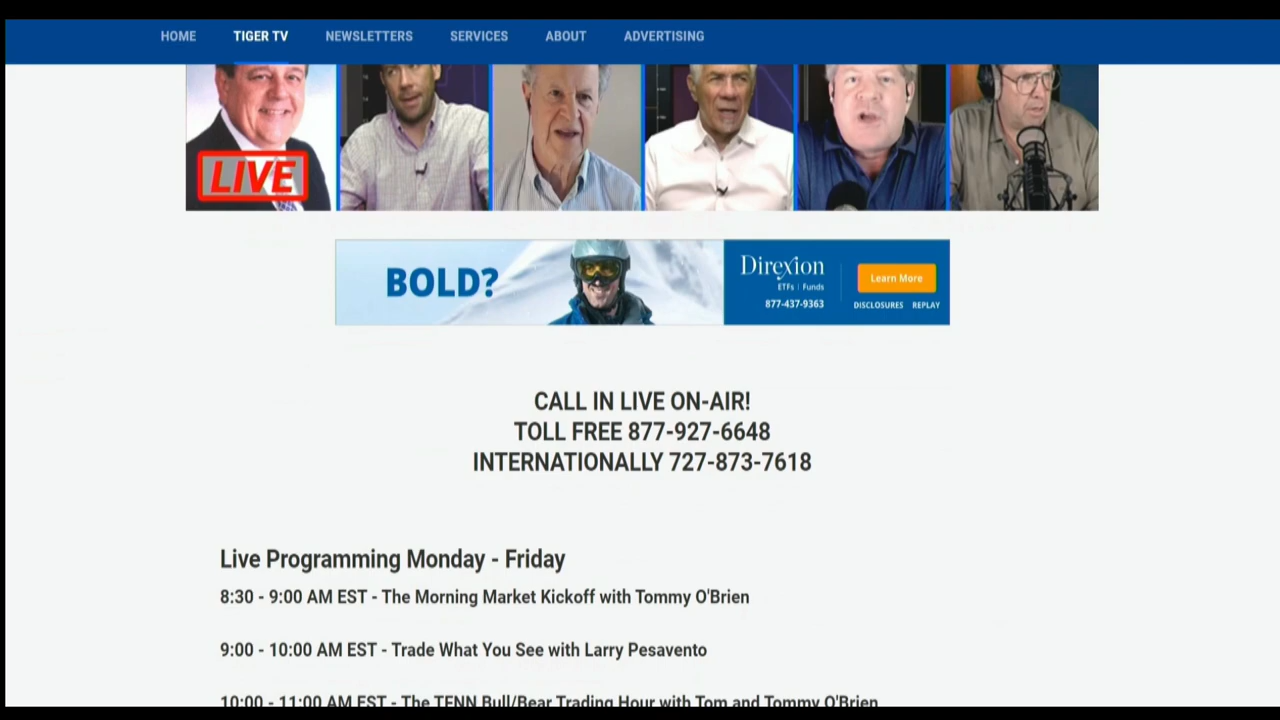 HOME TIGER TV NEWSLETTERS SERVICES ABOUT ADVERTISING
LIVE
BOLD?
Direxion
ETFs | Funds
877-437-9363
Learn More
DISCLOSURES REPLAY
CALL IN LIVE ON-AIR!
TOLL FREE 877-927-6648
INTERNATIONALLY 727-873-7618
Live Programming Monday - Friday
8:30 - 9:00 AM EST - The Morning Market Kickoff with Tommy O'Brien
9:00 - 10:00 AM EST - Trade What You See with Larry Pesavento
10:00 - 11:00 AM EST - The TFNN Bull/Bear Trading Hour with Tom and Tommy O'Brien